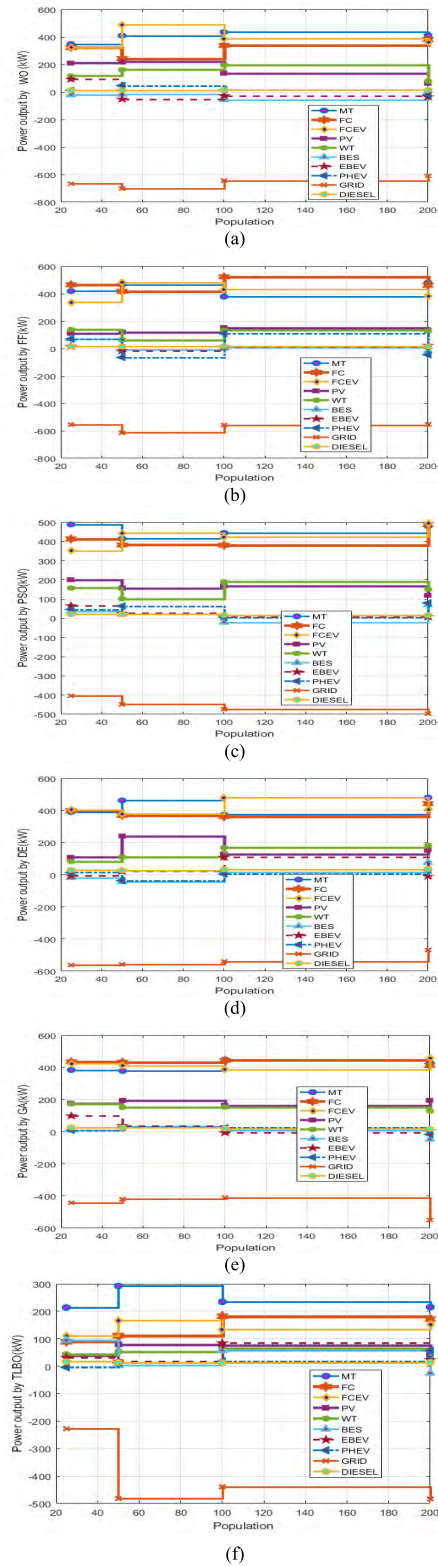 Power output by WO(kW)
600
400
200
0
-200
-400
-600
-800
MT
FC
FCEV
PV
WT
BES
EBEV
PHEV
GRID
DIESEL
20 40 60 80 100 120 140 160 180 200
Population
(a)
Power output by FF(kW)
600
400
200
0
-200
-400
-600
-800
MT
FC
FCEV
PV
WT
BES
EBEV
PHEV
GRID
DIESEL
20 40 60 80 100 120 140 160 180 200
Population
(b)
Power output by PSO(kW)
500
400
300
200
100
0
-100
-200
-300
-400
-500
MT
FC
FCEV
PV
WT
BES
EBEV
PHEV
GRID
DIESEL
20 40 60 80 100 120 140 160 180 200
Population
(c)
Power output by DE(kW)
600
400
200
0
-200
-400
-600
MT
FC
FCEV
PV
WT
BES
EBEV
PHEV
GRID
DIESEL
20 40 60 80 100 120 140 160 180 200
Population
(d)
Power output by GA(kW)
600
400
200
0
-200
-400
-600
MT
FC
FCEV
PV
WT
BES
EBEV
PHEV
GRID
DIESEL
20 40 60 80 100 120 140 160 180 200
Population
(e)
Power output by TLBO(kW)
300
200
100
0
-100
-200
-300
-400
-500
MT
FC
FCEV
PV
WT
BES
EBEV
PHEV
GRID
DIESEL
20 40 60 80 100 120 140 160 180 200
Population
(f)